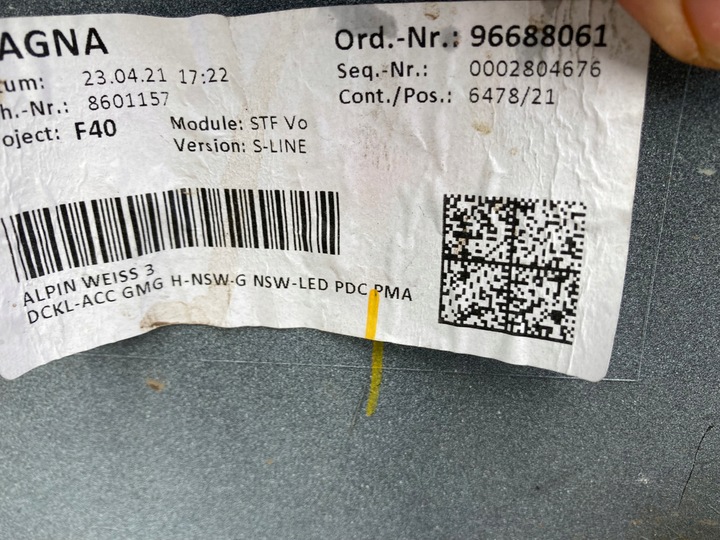 AGNA
Ord.-Nr.: 96688061
tum: 23.04.21 17:22
Seq.-Nr.: 0002804676
h.-Nr.: 8601157
Cont./Pos.: 6478/21
oject: F40
Module: STF Vo
Version: S-LINE
ALPIN WEISS 3
DCKL-ACC GMG H-NSW-G NSW-LED PDC PMA